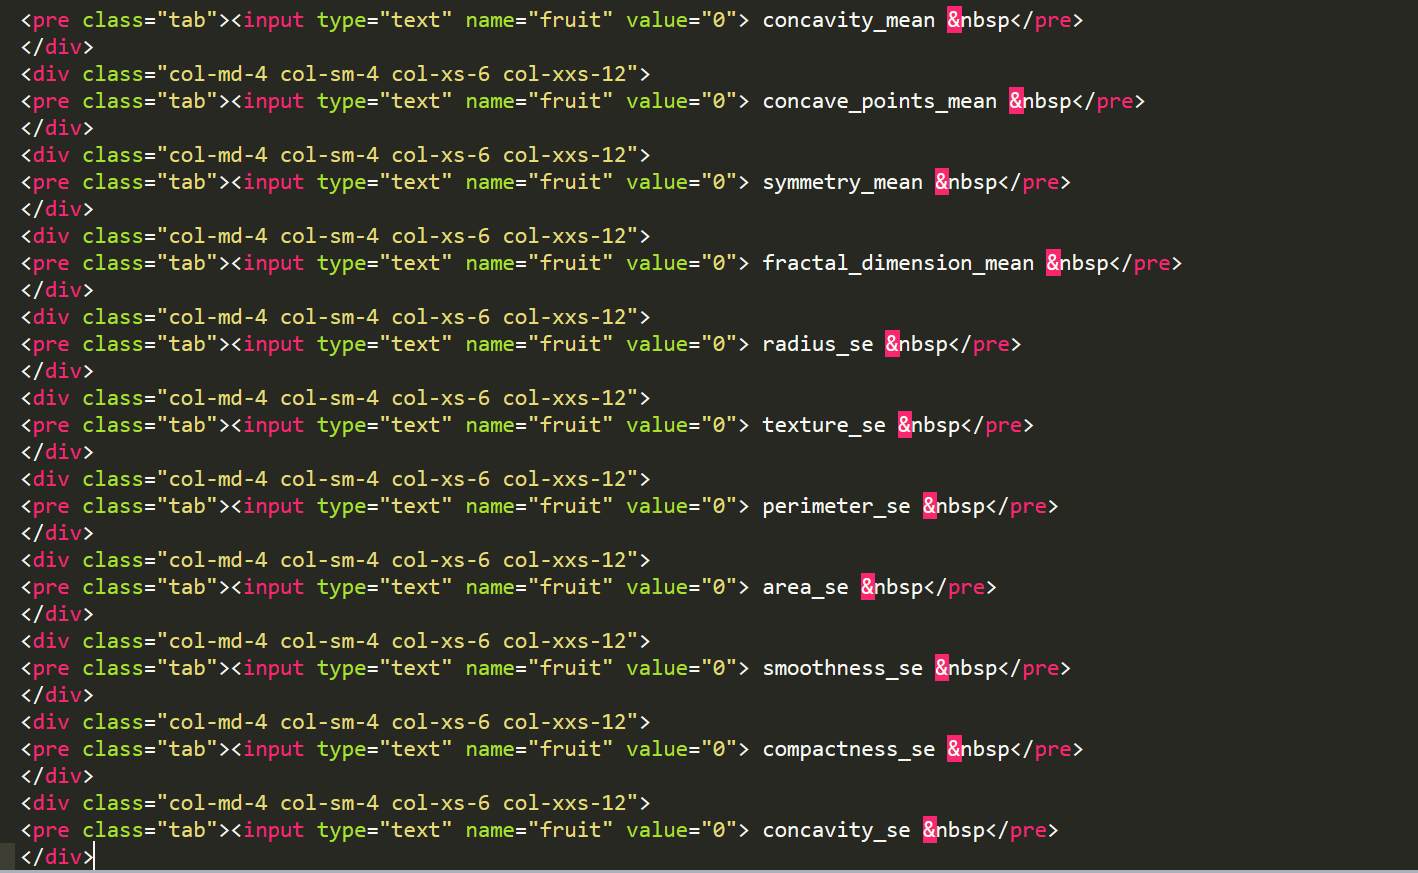 <pre class="tab"><input type="text" name="fruit" value="0"> concavity_mean &nbsp</pre>
</div>
<div class="col-md-4 col-sm-4 col-xs-6 col-xxs-12">
<pre class="tab"><input type="text" name="fruit" value="0"> concave_points_mean &nbsp</pre>
</div>
<div class="col-md-4 col-sm-4 col-xs-6 col-xxs-12">
<pre class="tab"><input type="text" name="fruit" value="0"> symmetry_mean &nbsp</pre>
</div>
<div class="col-md-4 col-sm-4 col-xs-6 col-xxs-12">
<pre class="tab"><input type="text" name="fruit" value="0"> fractal_dimension_mean &nbsp</pre>
</div>
<div class="col-md-4 col-sm-4 col-xs-6 col-xxs-12">
<pre class="tab"><input type="text" name="fruit" value="0"> radius_se &nbsp</pre>
</div>
<div class="col-md-4 col-sm-4 col-xs-6 col-xxs-12">
<pre class="tab"><input type="text" name="fruit" value="0"> texture_se &nbsp</pre>
</div>
<div class="col-md-4 col-sm-4 col-xs-6 col-xxs-12">
<pre class="tab"><input type="text" name="fruit" value="0"> perimeter_se &nbsp</pre>
</div>
<div class="col-md-4 col-sm-4 col-xs-6 col-xxs-12">
<pre class="tab"><input type="text" name="fruit" value="0"> area_se &nbsp</pre>
</div>
<div class="col-md-4 col-sm-4 col-xs-6 col-xxs-12">
<pre class="tab"><input type="text" name="fruit" value="0"> smoothness_se &nbsp</pre>
</div>
<div class="col-md-4 col-sm-4 col-xs-6 col-xxs-12">
<pre class="tab"><input type="text" name="fruit" value="0"> compactness_se &nbsp</pre>
</div>
<div class="col-md-4 col-sm-4 col-xs-6 col-xxs-12">
<pre class="tab"><input type="text" name="fruit" value="0"> concavity_se &nbsp</pre>
</div>